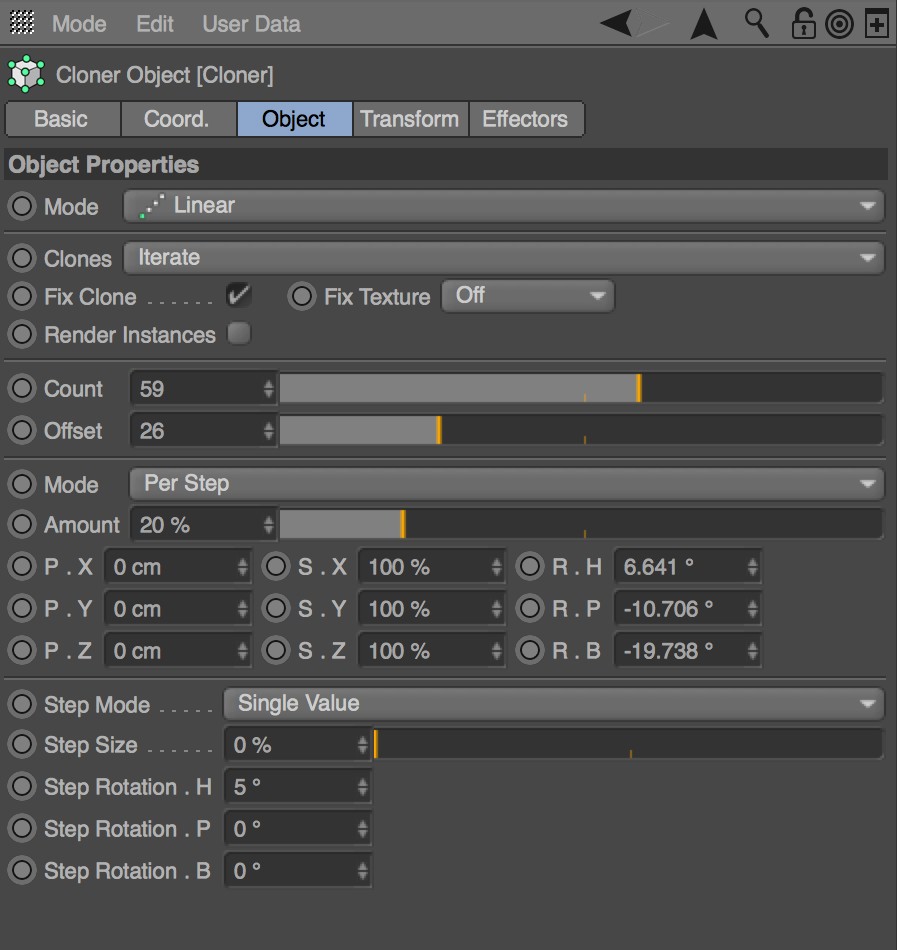 Mode Edit User Data
Cloner Object [Cloner]
Basic Coord. Object Transform Effectors
Object Properties
Mode Linear
Clones Iterate
Fix Clone . . . . . . Fix Texture Off
Render Instances
Count 59
Offset 26
Mode Per Step
Amount 20 %
P . X 0 cm S . X 100 % R . H 6.641 °
P . Y 0 cm S . Y 100 % R . P -10.706 °
P . Z 0 cm S . Z 100 % R . B -19.738 °
Step Mode . . . . . Single Value
Step Size . . . . . . 0 %
Step Rotation . H 5 °
Step Rotation . P 0 °
Step Rotation . B 0 °